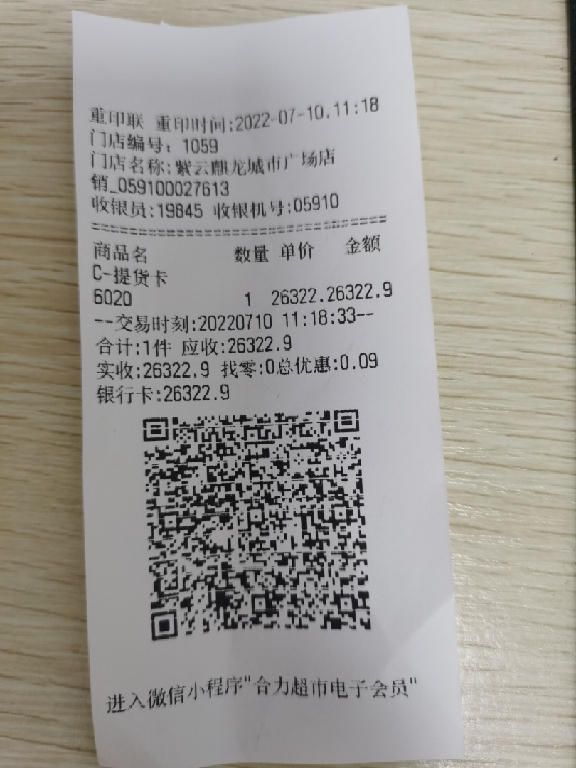 重印联 重印时间:2022-07-10.11:18
门店编号: 1059
门店名称:紫云麒龙城市广场店
销_059100027613
收银员:19845 收银机号:05910
================================
商品名 数量 单价 金额
C-提货卡
6020 1 26322.26322.9
--交易时刻:20220710 11:18:33--
合计:1件 应收:26322.9
实收:26322.9 找零:0总优惠:0.09
银行卡:26322.9
进入微信小程序"合力超市电子会员"